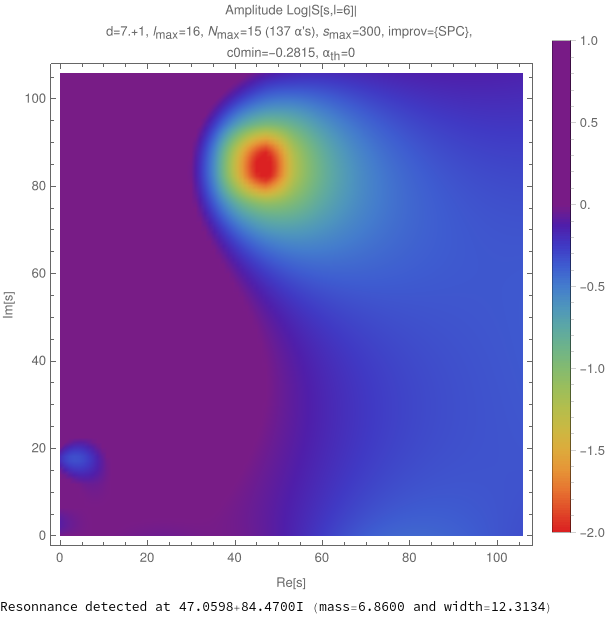 Amplitude Log|S[s,l=6]|
d=7.+1, lmax=16, Nmax=15 (137 α's), smax=300, improv={SPC},
c0min=−0.2815, αth=0
1.0
0.5
0.
−0.5
−1.0
−1.5
−2.0
Im[s]
100
80
60
40
20
0
0 20 40 60 80 100
Re[s]
Resonnance detected at 47.0598+84.4700I (mass=6.8600 and width=12.3134)